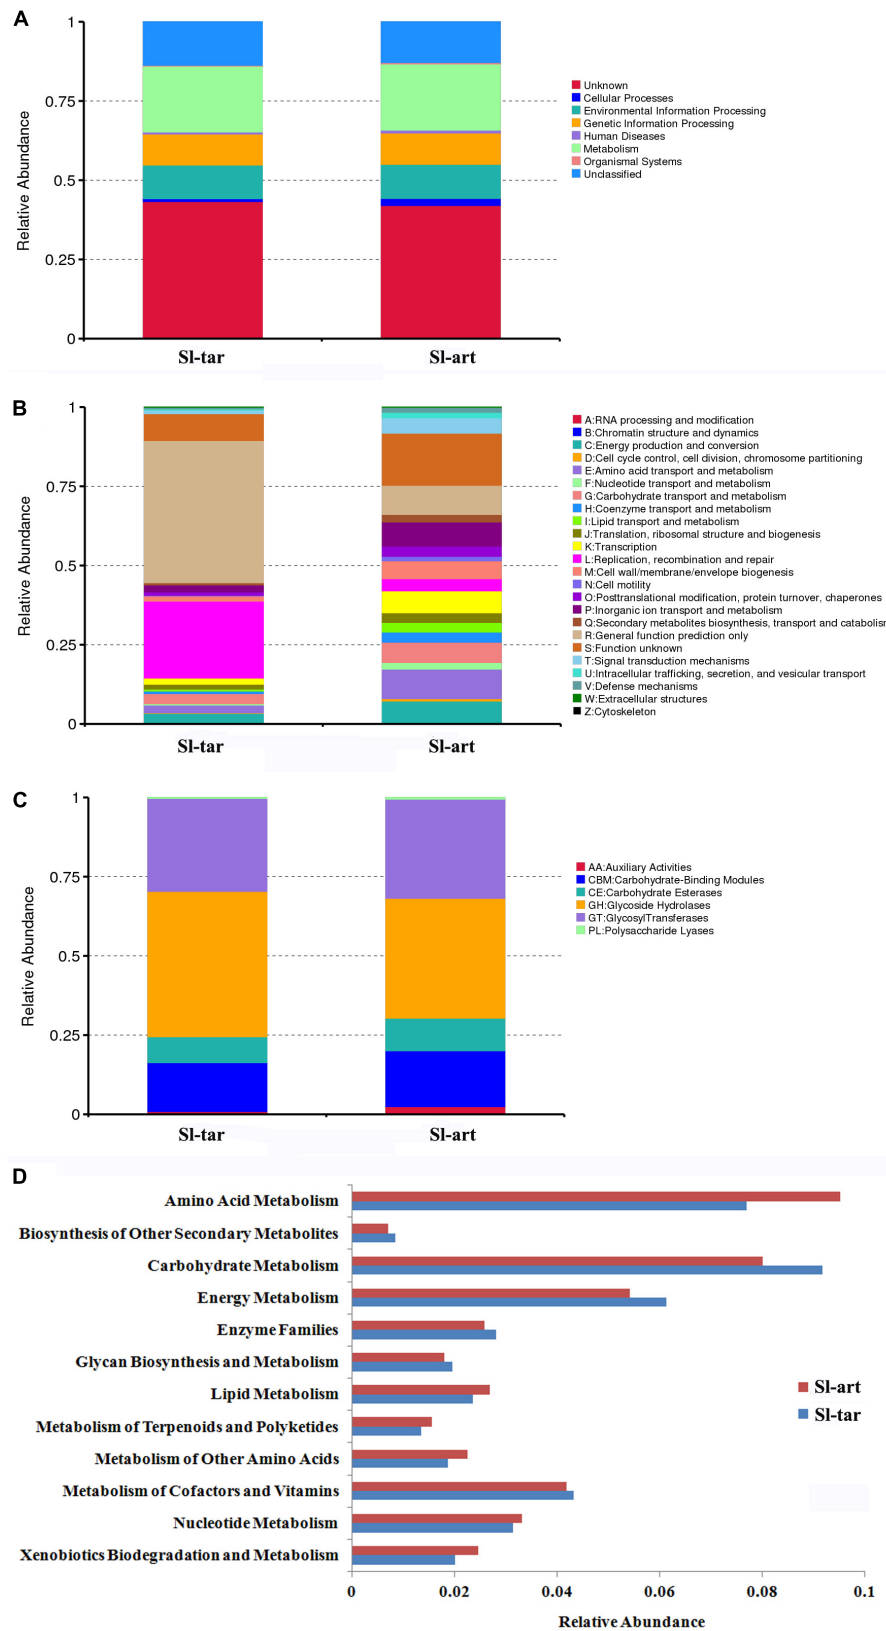 A
1
0.75
0.5
0.25
0
Relative Abundance
Sl-tar
Sl-art
Unknown
Cellular Processes
Environmental Information Processing
Genetic Information Processing
Human Diseases
Metabolism
Organismal Systems
Unclassified
B
1
0.75
0.5
0.25
0
Relative Abundance
Sl-tar
Sl-art
A:RNA processing and modification
B:Chromatin structure and dynamics
C:Energy production and conversion
D:Cell cycle control, cell division, chromosome partitioning
E:Amino acid transport and metabolism
F:Nucleotide transport and metabolism
G:Carbohydrate transport and metabolism
H:Coenzyme transport and metabolism
I:Lipid transport and metabolism
J:Translation, ribosomal structure and biogenesis
K:Transcription
L:Replication, recombination and repair
M:Cell wall/membrane/envelope biogenesis
N:Cell motility
O:Posttranslational modification, protein turnover, chaperones
P:Inorganic ion transport and metabolism
Q:Secondary metabolites biosynthesis, transport and catabolisr
R:General function prediction only
S:Function unknown
T:Signal transduction mechanisms
U:Intracellular trafficking, secretion, and vesicular transport
V:Defense mechanisms
W:Extracellular structures
Z:Cytoskeleton
C
1
0.75
0.5
0.25
0
Relative Abundance
Sl-tar
Sl-art
AA:Auxiliary Activities
CBM:Carbohydrate-Binding Modules
CE:Carbohydrate Esterases
GH:Glycoside Hydrolases
GT:GlycosylTransferases
PL:Polysaccharide Lyases
D
Amino Acid Metabolism
Biosynthesis of Other Secondary Metabolites
Carbohydrate Metabolism
Energy Metabolism
Enzyme Families
Glycan Biosynthesis and Metabolism
Lipid Metabolism
Metabolism of Terpenoids and Polyketides
Metabolism of Other Amino Acids
Metabolism of Cofactors and Vitamins
Nucleotide Metabolism
Xenobiotics Biodegradation and Metabolism
Sl-art
Sl-tar
0 0.02 0.04 0.06 0.08 0.1
Relative Abundance